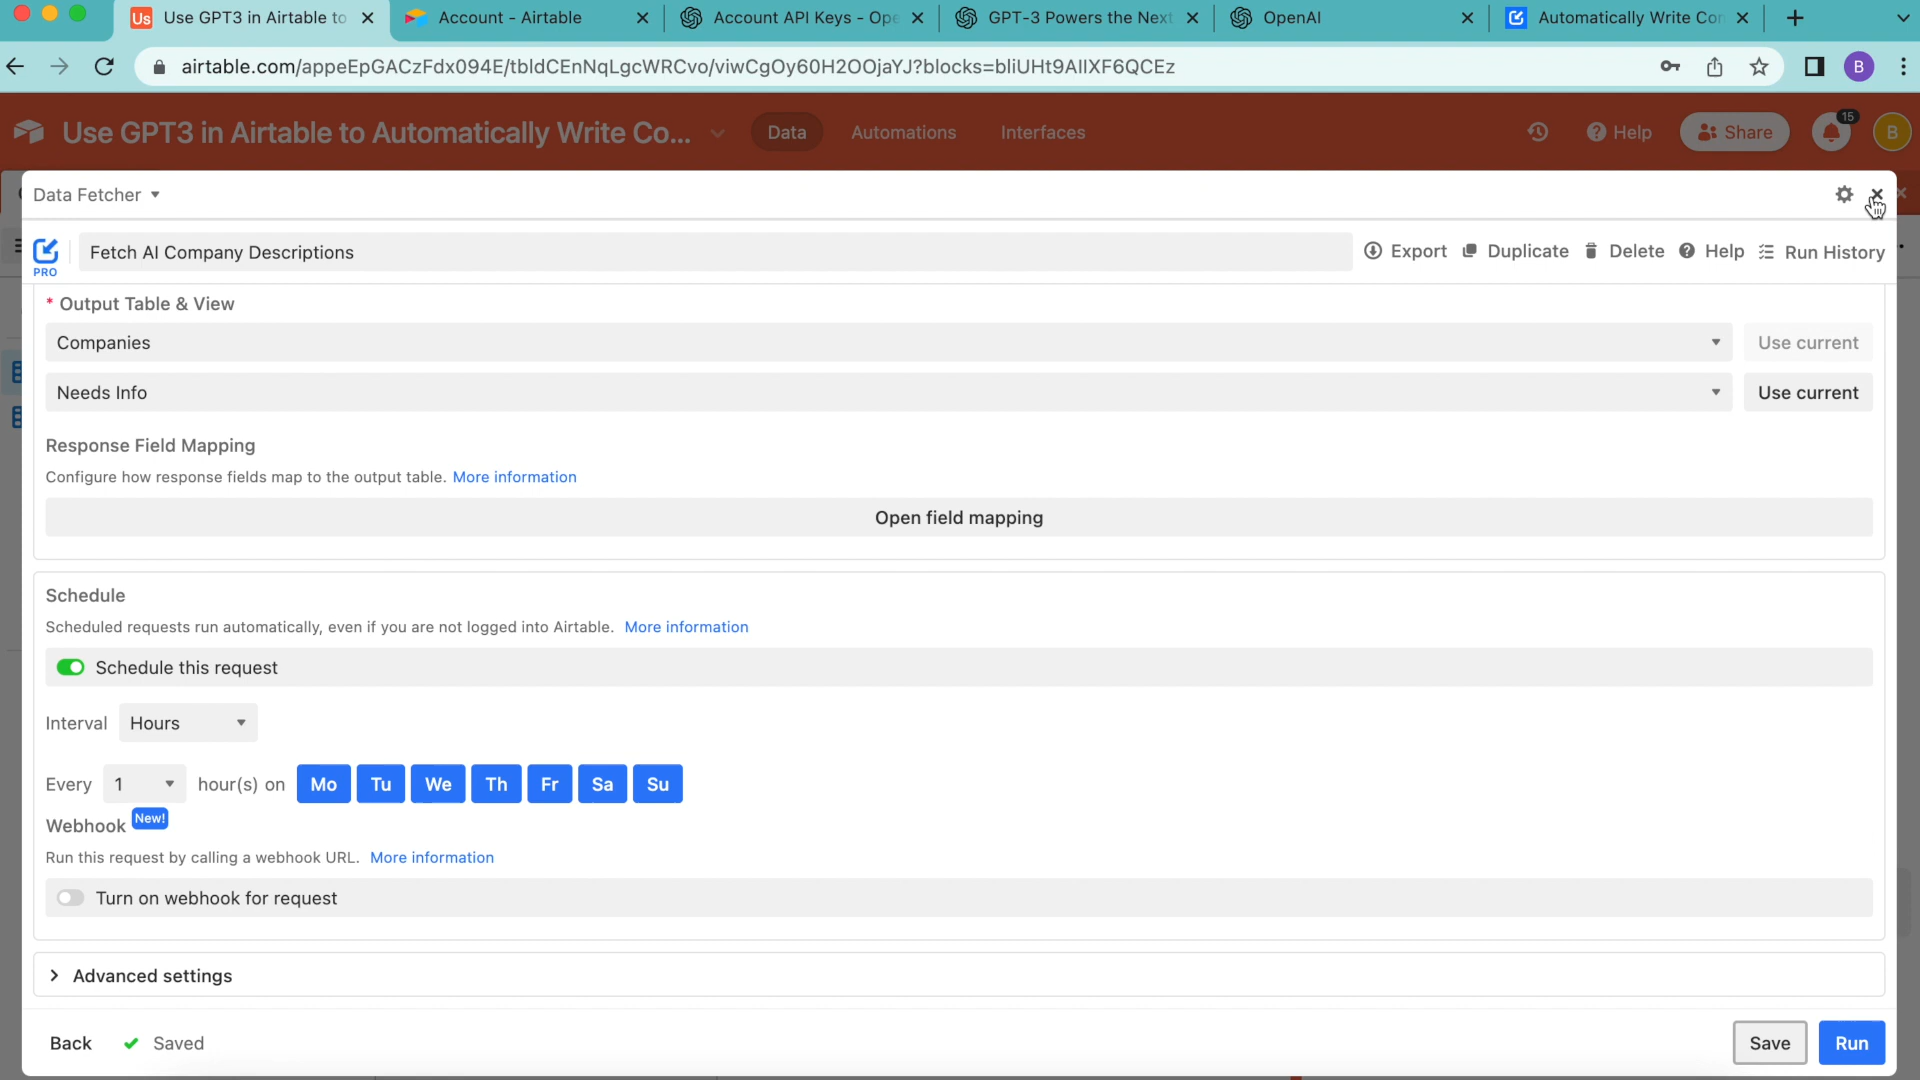 Us Use GPT3 in Airtable to
Account - Airtable
Account API Keys - Ope
GPT-3 Powers the Next
OpenAI
Automatically Write Con
airtable.com/appeEpGACzFdx094E/tbldCEnNqLgcWRCvo/viwCgOy60H2OOjaYJ?blocks=bliUHt9AIlXF6QCEz
B
Use GPT3 in Airtable to Automatically Write Co...
Data
Automations
Interfaces
Help
Share
15
B
Data Fetcher
PRO
Fetch AI Company Descriptions
Export
Duplicate
Delete
Help
Run History
* Output Table & View
Companies
Use current
Needs Info
Use current
Response Field Mapping
Configure how response fields map to the output table. More information
Open field mapping
Schedule
Scheduled requests run automatically, even if you are not logged into Airtable. More information
Schedule this request
Interval Hours
Every 1 hour(s) on Mo Tu We Th Fr Sa Su
Webhook New!
Run this request by calling a webhook URL. More information
Turn on webhook for request
Advanced settings
Back
Saved
Save
Run